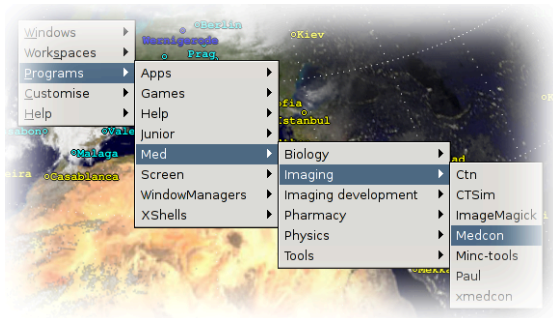 Windows
Workspaces
Programs
Customise
Help
Apps
Games
Help
Junior
Med
Screen
WindowManagers
XShells
Biology
Imaging
Imaging development
Pharmacy
Physics
Tools
Ctn
CTSim
ImageMagick
Medcon
Minc-tools
Paul
xmedcon
Berlin
Wernigerode
Prag
Kiev
Istanbul
Malaga
Casablanca